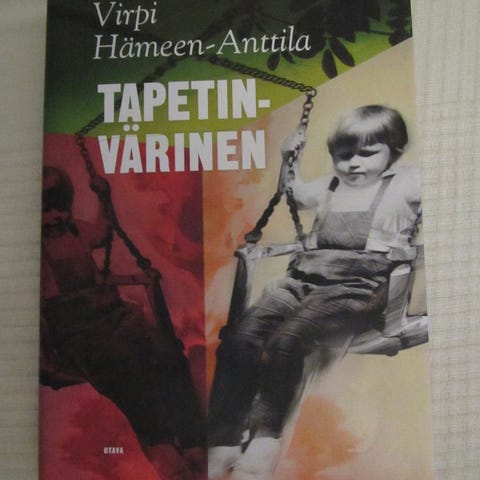 Virpi
Hämeen-Anttila
TAPETIN-
VÄRINEN
OTAVA